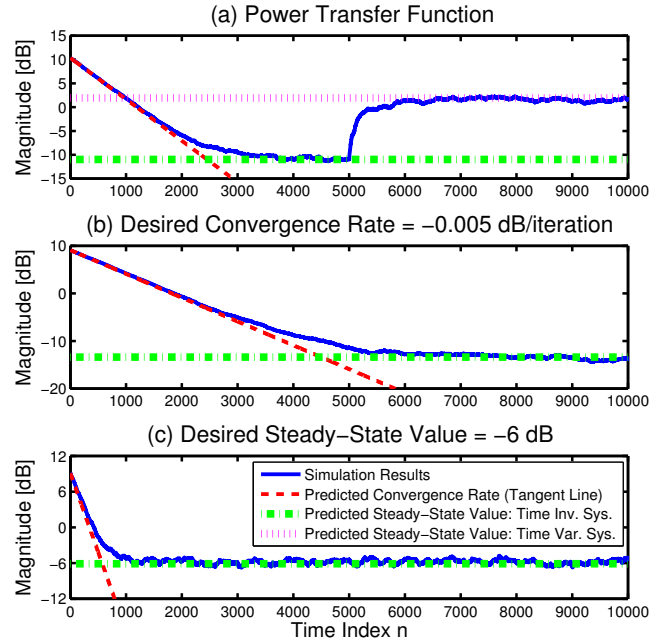 (a) Power Transfer Function
Magnitude [dB]
15
10
5
0
−5
−10
−15
0 1000 2000 3000 4000 5000 6000 7000 8000 9000 10000
(b) Desired Convergence Rate = −0.005 dB/iteration
Magnitude [dB]
10
0
−10
−20
0 1000 2000 3000 4000 5000 6000 7000 8000 9000 10000
(c) Desired Steady−State Value = −6 dB
Magnitude [dB]
12
6
0
−6
−12
Simulation Results
Predicted Convergence Rate (Tangent Line)
Predicted Steady−State Value: Time Inv. Sys.
Predicted Steady−State Value: Time Var. Sys.
0 1000 2000 3000 4000 5000 6000 7000 8000 9000 10000
Time Index n